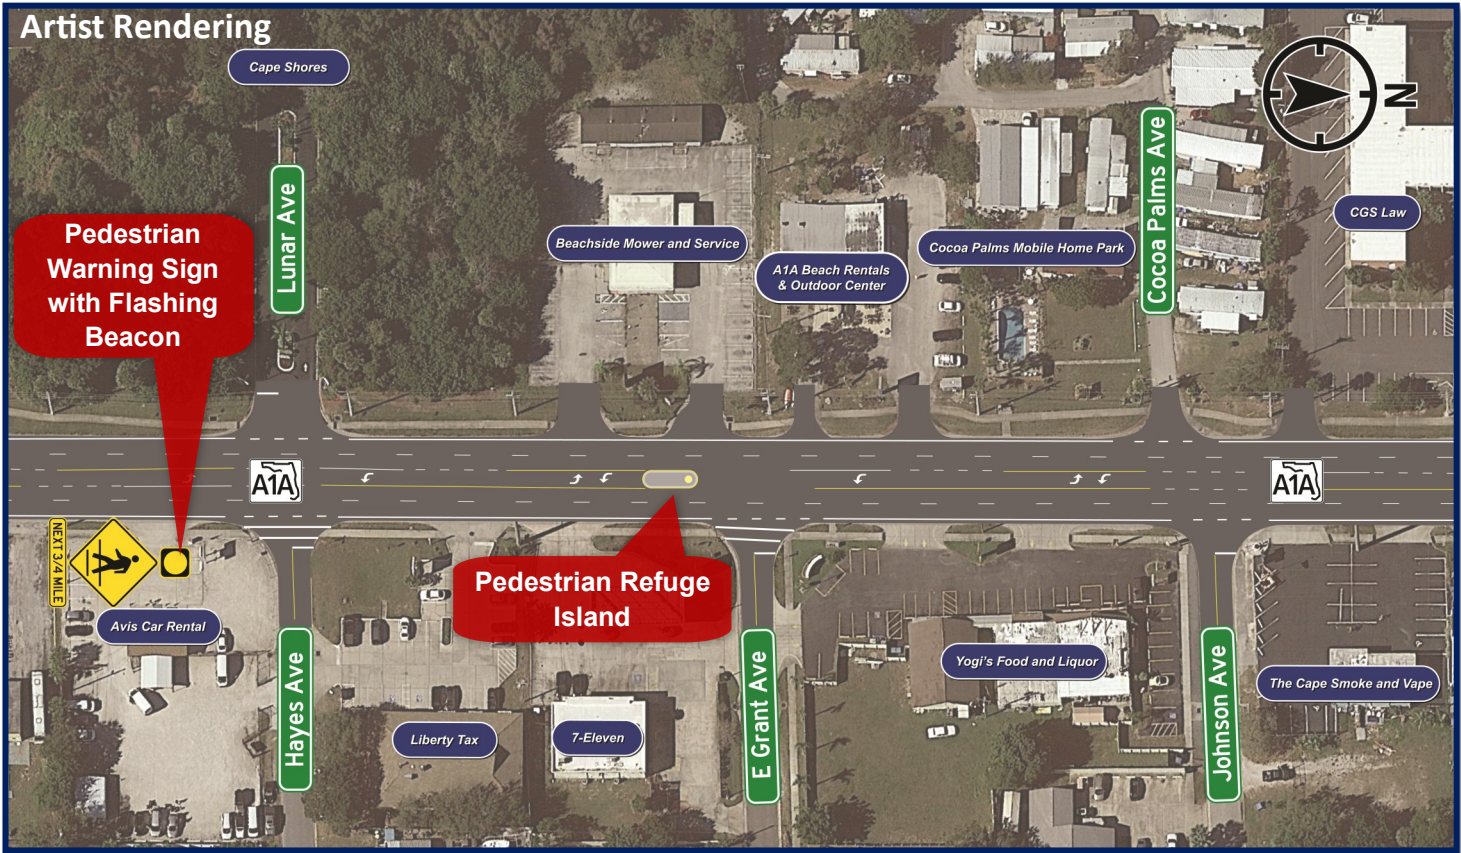 Artist Rendering
Cape Shores
N
Lunar Ave
Cocoa Palms Ave
CGS Law
Pedestrian
Warning Sign
with Flashing
Beacon
Beachside Mower and Service
A1A Beach Rentals
& Outdoor Center
Cocoa Palms Mobile Home Park
A1A
A1A
NEXT 3/4 MILE
Pedestrian Refuge
Island
Avis Car Rental
Hayes Ave
Liberty Tax
7-Eleven
E Grant Ave
Yogi's Food and Liquor
Johnson Ave
The Cape Smoke and Vape